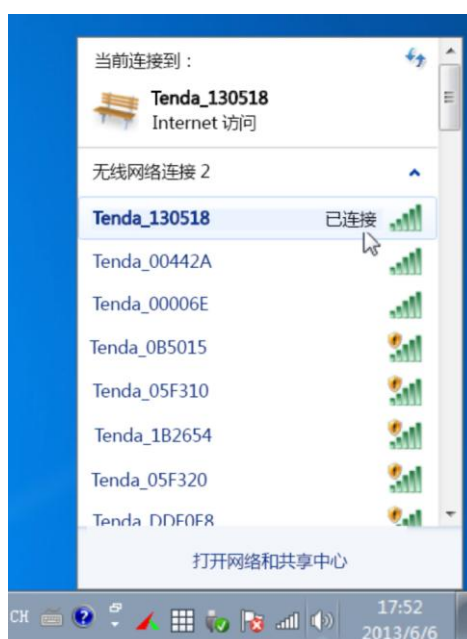 当前连接到：
Tenda_130518
Internet 访问
无线网络连接 2
Tenda_130518 已连接
Tenda_00442A
Tenda_00006E
Tenda_0B5015
Tenda_05F310
Tenda_1B2654
Tenda_05F320
Tenda_DDF0F8
打开网络和共享中心
CH
17:52
2013/6/6